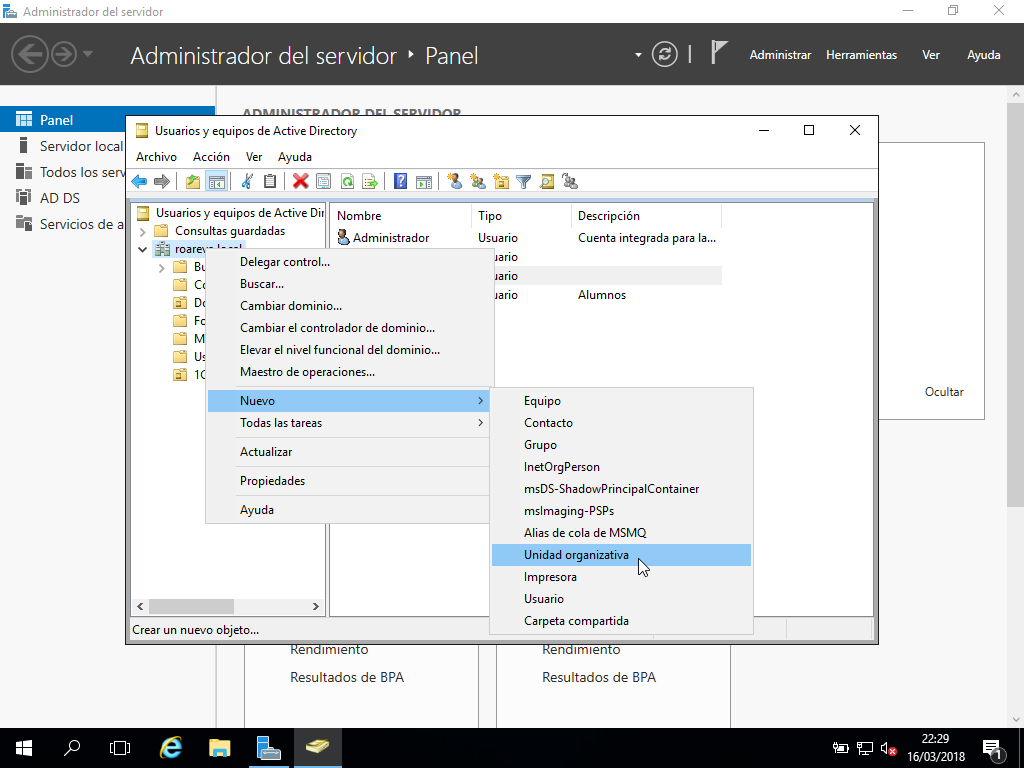 Administrador del servidor
Administrador del servidor
Panel
Administrar
Herramientas
Ver
Ayuda
ADMINISTRADOR DEL SERVIDOR
Panel
Servidor local
Todos los serv
AD DS
Servicios de a
Usuarios y equipos de Active Directory
Archivo
Acción
Ver
Ayuda
Usuarios y equipos de Active Dir
Consultas guardadas
roareva.local
Bu
Co
Do
Fo
M
Us
1C
Nombre
Tipo
Descripción
Administrador
Usuario
Cuenta integrada para la...
uario
uario
uario
Alumnos
Delegar control...
Buscar...
Cambiar dominio...
Cambiar el controlador de dominio...
Elevar el nivel funcional del dominio...
Maestro de operaciones...
Nuevo
Todas las tareas
Actualizar
Propiedades
Ayuda
Equipo
Contacto
Grupo
InetOrgPerson
msDS-ShadowPrincipalContainer
msImaging-PSPs
Alias de cola de MSMQ
Unidad organizativa
Impresora
Usuario
Carpeta compartida
Ocultar
Crear un nuevo objeto...
Rendimiento
Resultados de BPA
Rendimiento
Resultados de BPA
22:29
16/03/2018
1